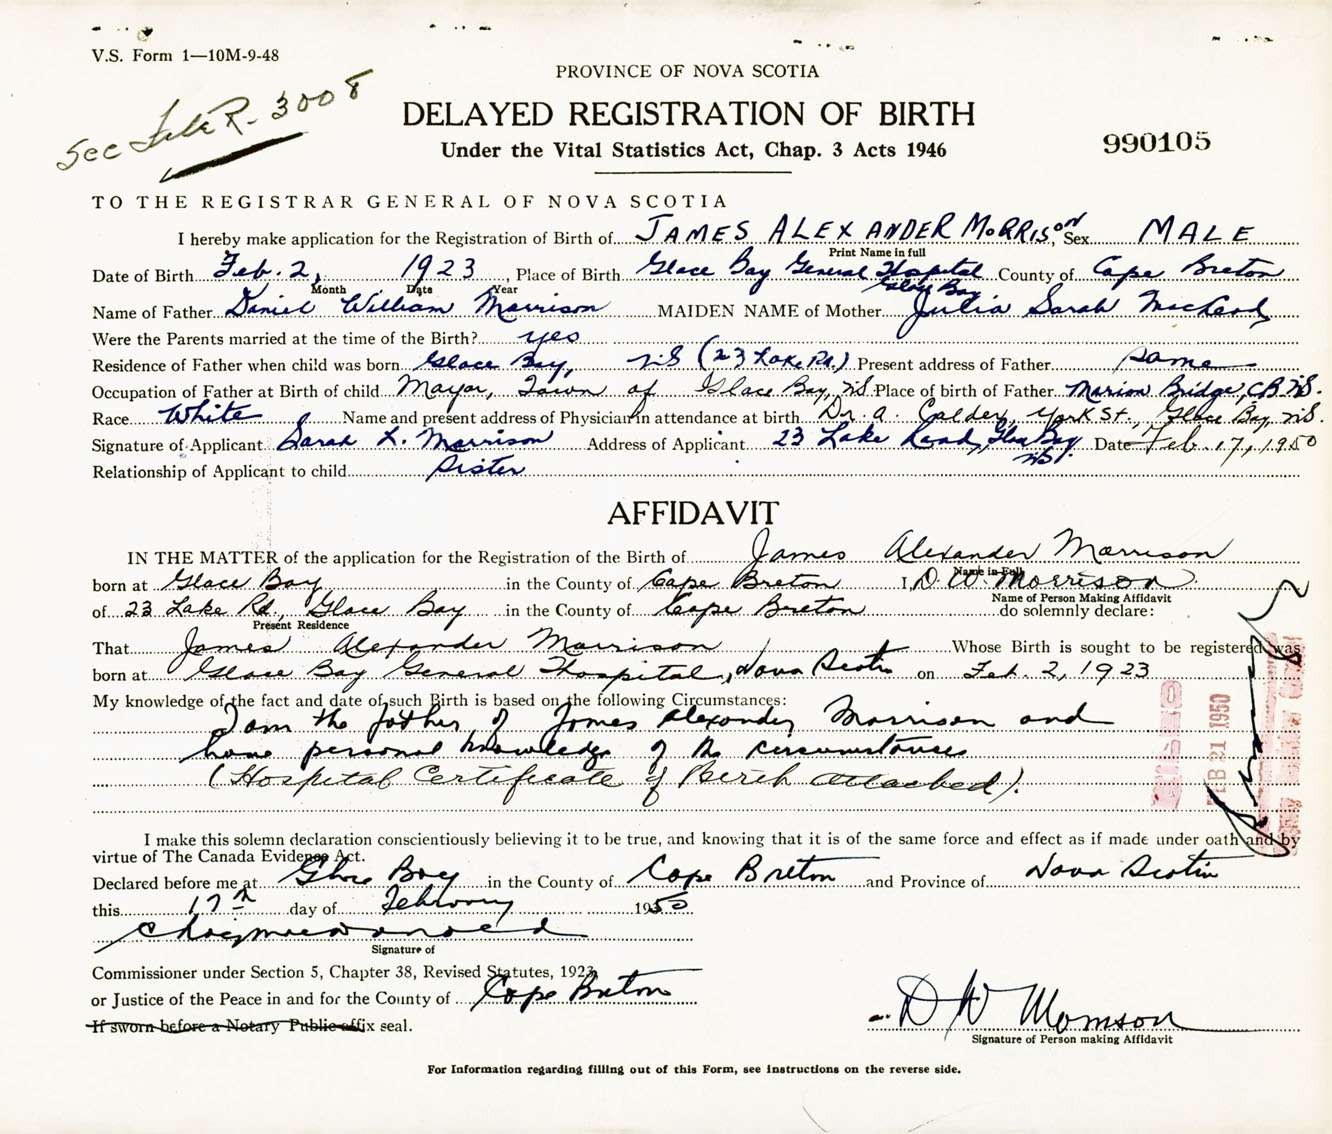 V.S. Form 1—10M-9-48
See File R-3008
PROVINCE OF NOVA SCOTIA
DELAYED REGISTRATION OF BIRTH
Under the Vital Statistics Act, Chap. 3 Acts 1946
990105
TO THE REGISTRAR GENERAL OF NOVA SCOTIA
I hereby make application for the Registration of Birth of JAMES ALEXANDER MORRISON, Sex MALE
Print Name in full
Date of Birth Feb. 2, 1923 Place of Birth Glace Bay General Hospital County of Cape Breton
Month Date Year Glace Bay
Name of Father Daniel William Morrison MAIDEN NAME of Mother Julia Sarah MacLeod
Were the Parents married at the time of the Birth? yes
Residence of Father when child was born Glace Bay, NS (23 Lake Rd.) Present address of Father same
Occupation of Father at Birth of child Mayor, Town of Glace Bay, NS. Place of birth of Father Marion Bridge, CB. NS.
Race White Name and present address of Physician in attendance at birth Dr. A. Calder, York St., Glace Bay, NS.
Signature of Applicant Sarah L. Morrison Address of Applicant 23 Lake Road, Glace Bay NS. Date Feb. 17, 1950
Relationship of Applicant to child Sister
AFFIDAVIT
IN THE MATTER of the application for the Registration of the Birth of James Alexander Morrison
Name in Full
born at Glace Bay in the County of Cape Breton I, D.W. Morrison
Name of Person Making Affidavit
of 23 Lake Rd., Glace Bay in the County of Cape Breton do solemnly declare:
Present Residence
That James Alexander Morrison Whose Birth is sought to be registered was
born at Glace Bay General Hospital, Nova Scotia on Feb. 2, 1923
My knowledge of the fact and date of such Birth is based on the following Circumstances:
I am the father of James Alexander Morrison and
have personal knowledge of the circumstances
(Hospital Certificate of Birth attached).
FEB 21 1950
I make this solemn declaration conscientiously believing it to be true, and knowing that it is of the same force and effect as if made under oath and by
virtue of The Canada Evidence Act.
Declared before me at Glace Bay in the County of Cape Breton and Province of Nova Scotia
this 17th day of February 1950
Signature of
Commissioner under Section 5, Chapter 38, Revised Statutes, 1923,
or Justice of the Peace in and for the County of Cape Breton
If sworn before a Notary Public affix seal.
D W Morrison
Signature of Person making Affidavit
For Information regarding filling out of this Form, see instructions on the reverse side.